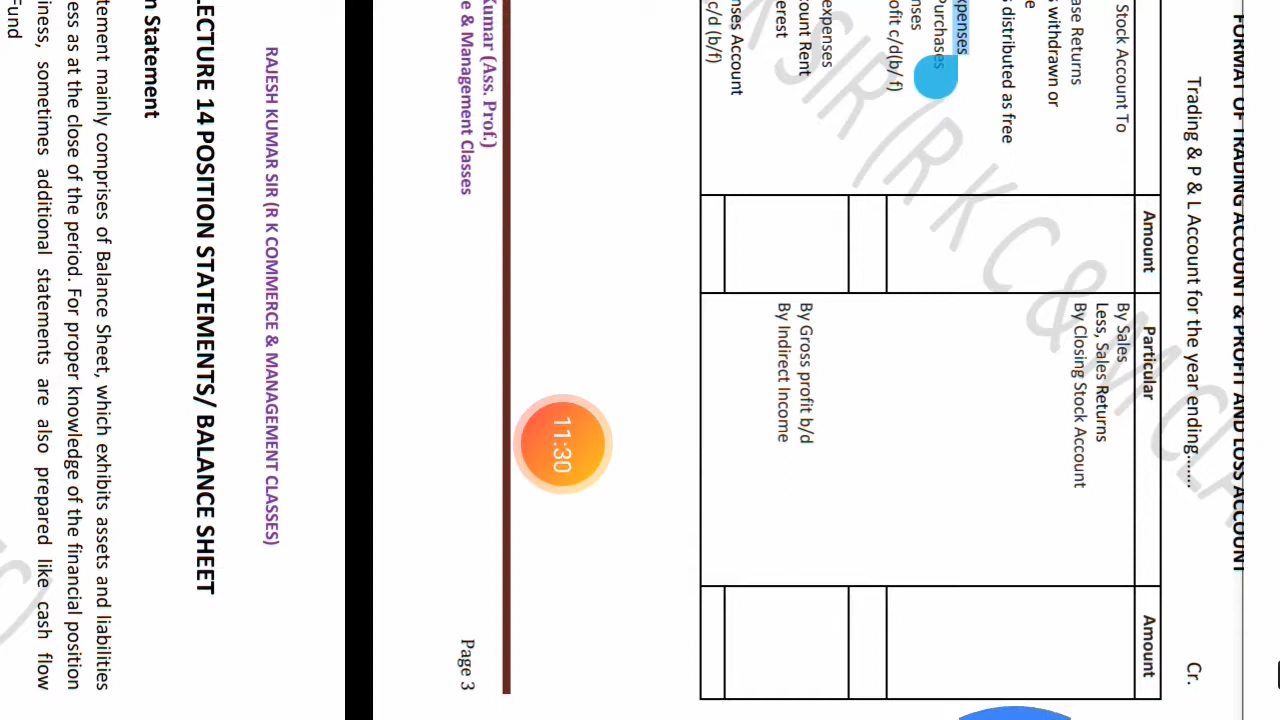 FORMAT OF TRADING ACCOUNT & PROFIT AND LOSS ACCOUNT
Trading & P & L Account for the year ending....... Cr.
Amount Particular Amount
Stock Account To By Sales
Less, Sales Returns
ase Returns By Closing Stock Account
withdrawn or
distributed as free
xpenses
Purchases
nses
ofit c/d(b/f)
expenses By Gross profit b/d
ount Rent By Indirect Income
erest
nses Account
c/d (b/f)
K SIR (R K C & M CLA
11:30
Kumar (Ass. Prof.)
e & Management Classes Page 3
RAJESH KUMAR SIR (R K COMMERCE & MANAGEMENT CLASSES)
ECTURE 14 POSITION STATEMENTS/ BALANCE SHEET
n Statement
tement mainly comprises of Balance Sheet, which exhibits assets and liabilities
ess as at the close of the period. For proper knowledge of the financial position
iness, sometimes additional statements are also prepared like cash flow
Fund